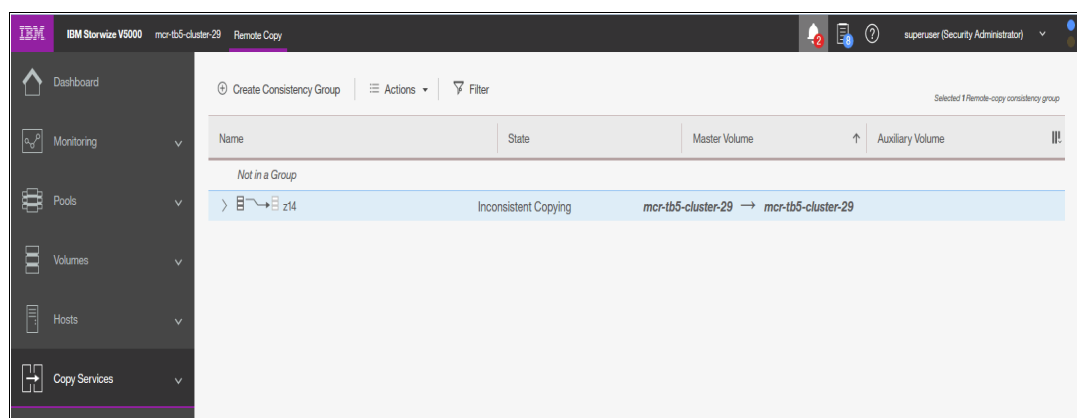 IBM IBM Storwize V5000 mcr-tb5-cluster-29 Remote Copy 2 8 ? superuser (Security Administrator)
Dashboard
Create Consistency Group Actions Filter
Selected 1 Remote-copy consistency group
Monitoring
Name State Master Volume ↑ Auxiliary Volume
Not in a Group
Pools
z14 Inconsistent Copying mcr-tb5-cluster-29 → mcr-tb5-cluster-29
Volumes
Hosts
Copy Services